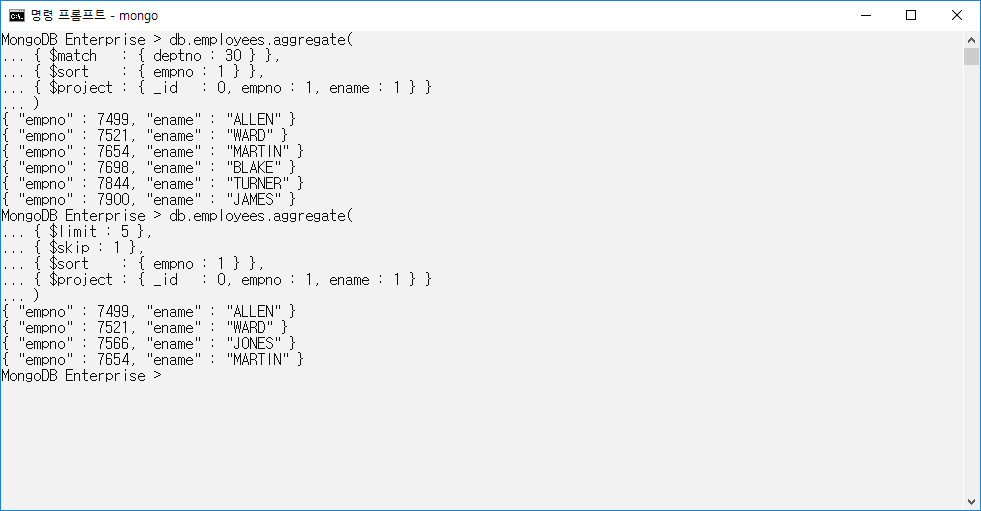 명령 프롬프트 - mongo
MongoDB Enterprise > db.employees.aggregate(
... { $match   : { deptno : 30 } },
... { $sort    : { empno : 1 } },
... { $project : { _id   : 0, empno : 1, ename : 1 } }
... )
{ "empno" : 7499, "ename" : "ALLEN" }
{ "empno" : 7521, "ename" : "WARD" }
{ "empno" : 7654, "ename" : "MARTIN" }
{ "empno" : 7698, "ename" : "BLAKE" }
{ "empno" : 7844, "ename" : "TURNER" }
{ "empno" : 7900, "ename" : "JAMES" }
MongoDB Enterprise > db.employees.aggregate(
... { $limit : 5 },
... { $skip : 1 },
... { $sort    : { empno : 1 } },
... { $project : { _id   : 0, empno : 1, ename : 1 } }
... )
{ "empno" : 7499, "ename" : "ALLEN" }
{ "empno" : 7521, "ename" : "WARD" }
{ "empno" : 7566, "ename" : "JONES" }
{ "empno" : 7654, "ename" : "MARTIN" }
MongoDB Enterprise >